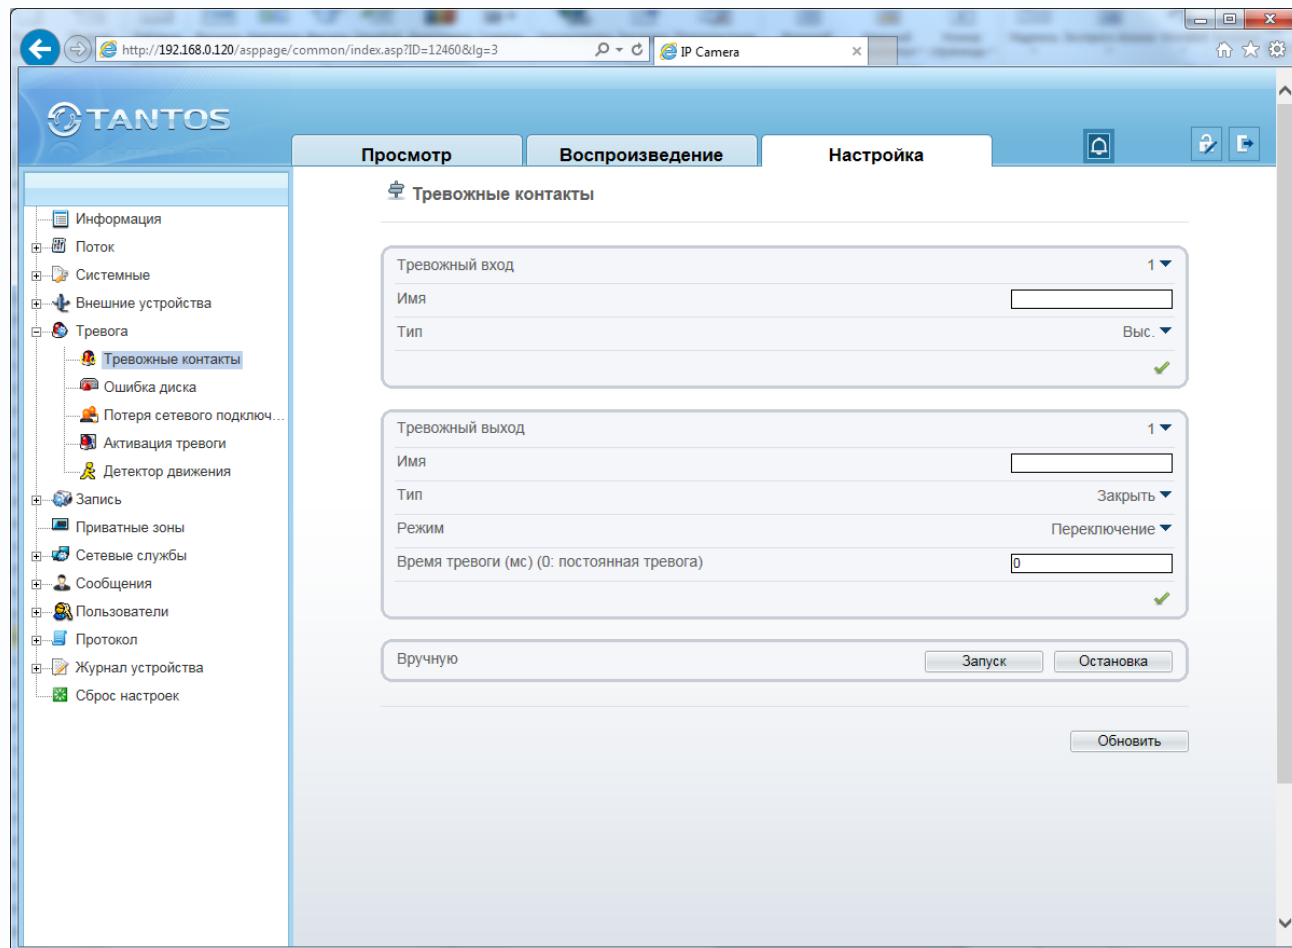 http://192.168.0.120/asppage/common/index.asp?ID=12460&lg=3
IP Camera
TANTOS
Просмотр
Воспроизведение
Настройка
Информация
Поток
Системные
Внешние устройства
Тревога
Тревожные контакты
Ошибка диска
Потеря сетевого подключ...
Активация тревоги
Детектор движения
Запись
Приватные зоны
Сетевые службы
Сообщения
Пользователи
Протокол
Журнал устройства
Сброс настроек
Тревожные контакты
Тревожный вход 1
Имя
Тип Выс.
Тревожный выход 1
Имя
Тип Закрыть
Режим Переключение
Время тревоги (мс) (0: постоянная тревога) 0
Вручную Запуск Остановка
Обновить